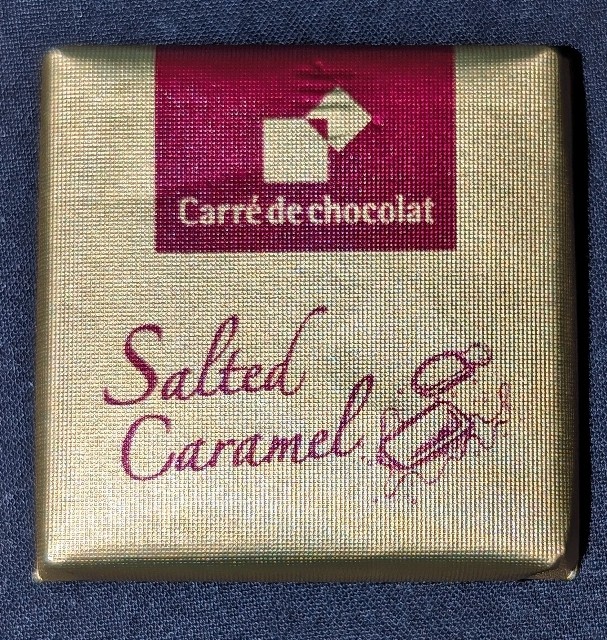 Carré de chocolat
Salted
Caramel